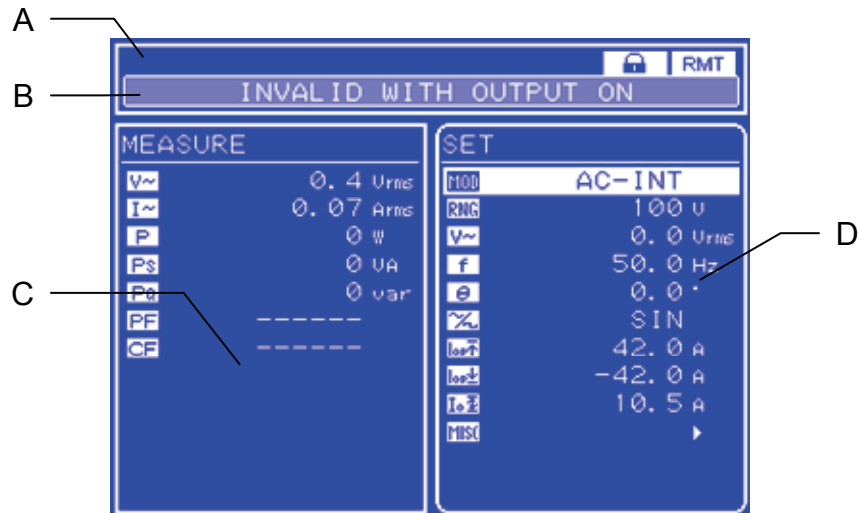 A
RMT
B
INVALID WITH OUTPUT ON
MEASURE
V~ 0.4 Vrms
I~ 0.07 Arms
P 0 W
PS 0 VA
PQ 0 var
PF ------
CF ------
C
SET
MOD AC-INT
RNG 100 V
V~ 0.0 Vrms
f 50.0 Hz
θ 0.0 °
SIN
42.0 A
-42.0 A
10.5 A
MISC
D